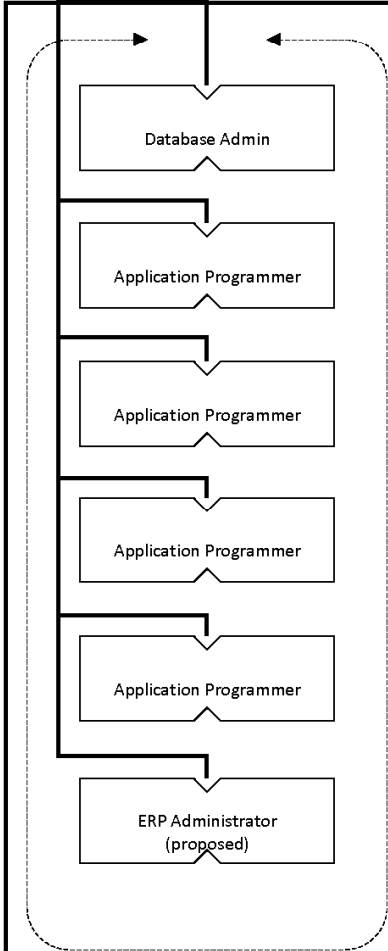 Database Admin
Application Programmer
Application Programmer
Application Programmer
Application Programmer
ERP Administrator
(proposed)